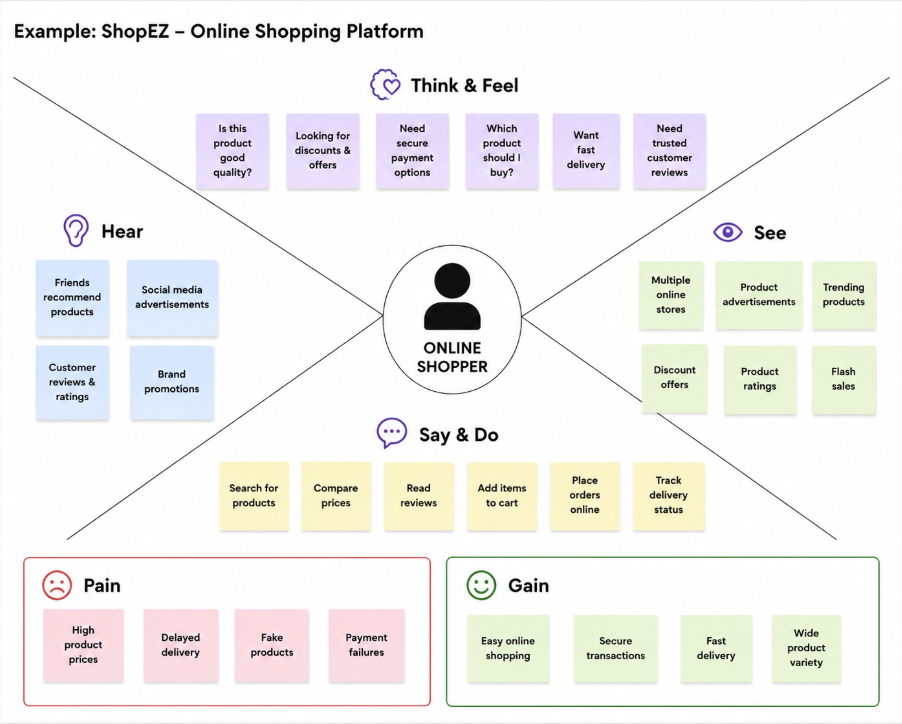 Example: ShopEZ – Online Shopping Platform
Think & Feel
Is this
product
good
quality?
Looking for
discounts &
offers
Need
secure
payment
options
Which
product
should I
buy?
Want
fast
delivery
Need
trusted
customer
reviews
Hear
Friends
recommend
products
Social media
advertisements
Customer
reviews &
ratings
Brand
promotions
See
Multiple
online
stores
Product
advertisements
Trending
products
Discount
offers
Product
ratings
Flash
sales
ONLINE
SHOPPER
Say & Do
Search for
products
Compare
prices
Read
reviews
Add items
to cart
Place
orders
online
Track
delivery
status
Pain
High
product
prices
Delayed
delivery
Fake
products
Payment
failures
Gain
Easy online
shopping
Secure
transactions
Fast
delivery
Wide
product
variety